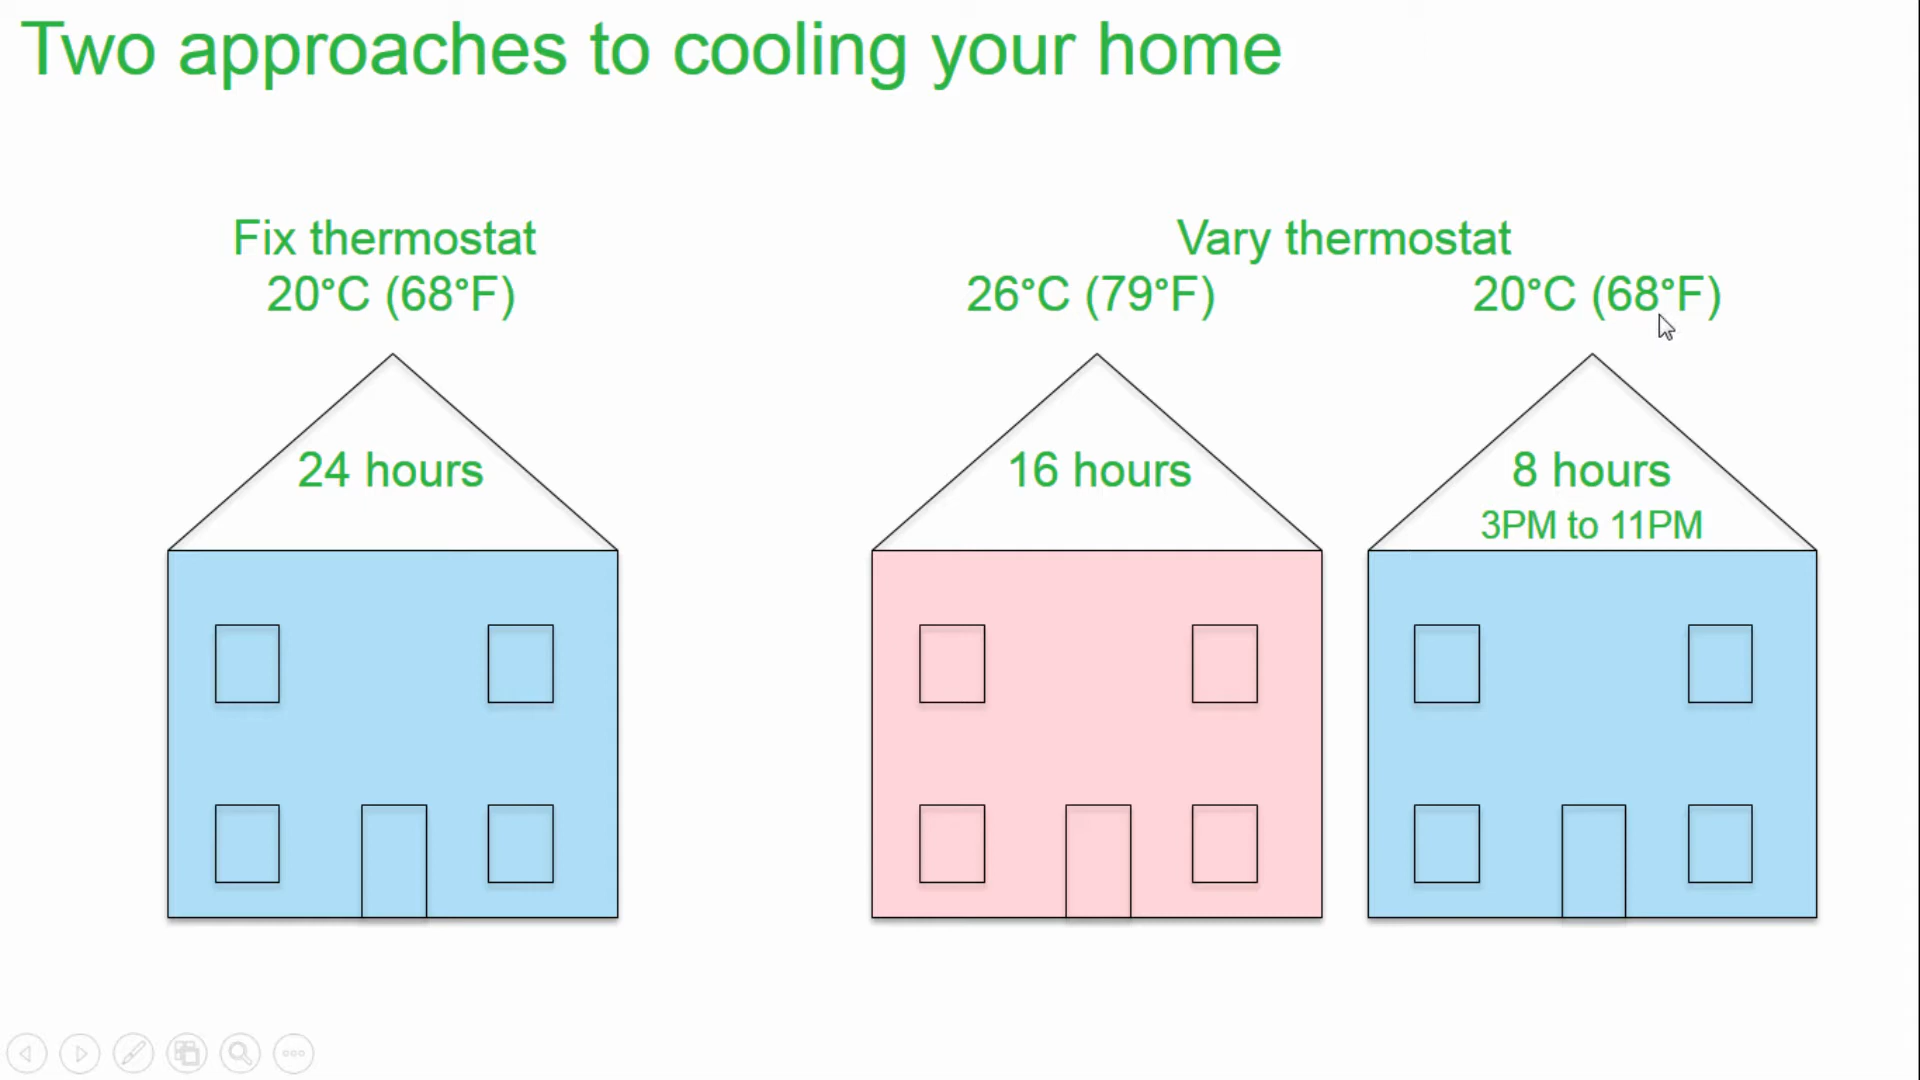 Two approaches to cooling your home
Fix thermostat
20°C (68°F)
24 hours
Vary thermostat
26°C (79°F)
20°C (68°F)
16 hours
8 hours
3PM to 11PM